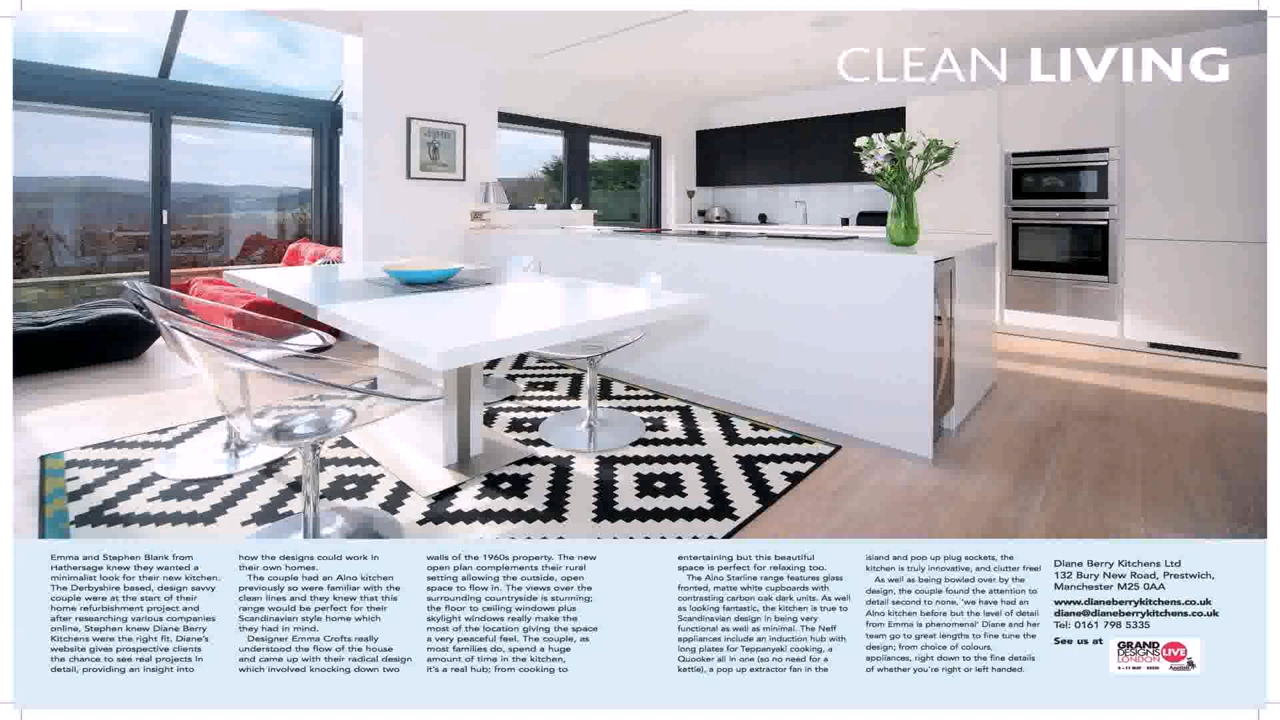 CLEAN LIVING
Emma and Stephen Blank from
Hathersage knew they wanted a
minimalist look for their new kitchen.
The Derbyshire based, design savvy
couple were at the start of their
home refurbishment project and
after researching various companies
online, Stephen knew Diane Berry
Kitchens were the right fit. Diane's
website gives prospective clients
the chance to see real projects in
detail, providing an insight into
how the designs could work in
their own homes.
The couple had an Alno kitchen
previously so were familiar with the
clean lines and they knew that this
range would be perfect for their
Scandinavian style home which
they had in mind.
Designer Emma Crofts really
understood the flow of the house
and came up with their radical design
which involved knocking down two
walls of the 1960s property. The new
open plan complements their rural
setting allowing the outside, open
space to flow in. The views over the
surrounding countryside is stunning;
the floor to ceiling windows plus
skylight windows really make the
most of the location giving the space
a very peaceful feel. The couple, as
most families do, spend a huge
amount of time in the kitchen,
it's a real hub; from cooking to
entertaining but this beautiful
space is perfect for relaxing too.
The Alno Starline range features glass
fronted, matte white cupboards with
contrasting carbon oak dark units. As well
as looking fantastic, the kitchen is true to
Scandinavian design in being very
functional as well as minimal. The Neff
appliances include an induction hub with
long plates for Teppanyaki cooking, a
Quooker all in one (so no need for a
kettle), a pop up extractor fan in the
island and poo up plug sockets, the
kitchen is truly innovative, and clutter free!
As well as being bowled over by the
design, the couple found the attention to
detail second to none, 'we have had an
Alno kitchen before but the level of detail
from Emma is phenomenal' Diane and her
team go to great lengths to fine tune the
design; from choice of colours,
appliances, right down to the fine details
of whether you're right or left handed.
Diane Berry Kitchens Ltd
132 Bury New Road, Prestwich,
Manchester M25 0AA
www.dianeberrykitchens.co.uk
diane@dianeberrykitchens.co.uk
Tel: 0161 798 5335
See us at
GRAND
DESIGNS
LONDON
LIVE